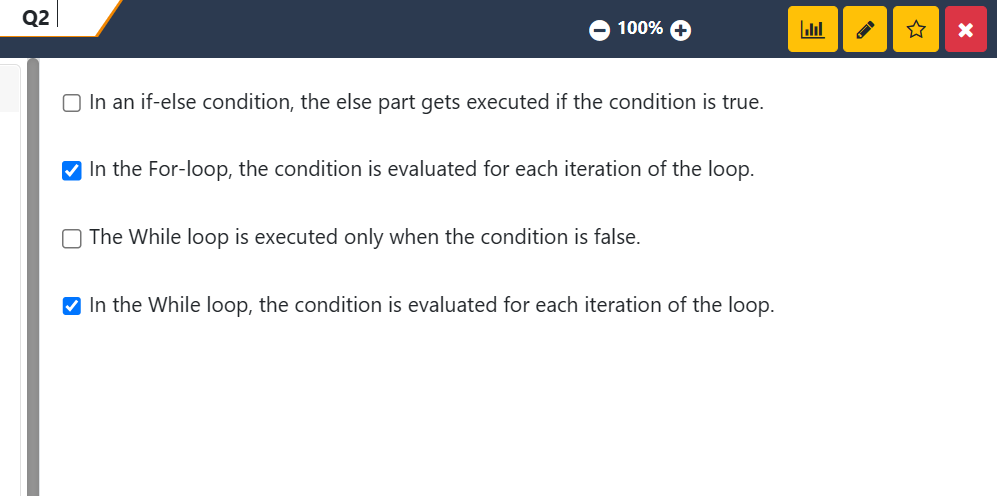 Q2
100%
In an if-else condition, the else part gets executed if the condition is true.
In the For-loop, the condition is evaluated for each iteration of the loop.
The While loop is executed only when the condition is false.
In the While loop, the condition is evaluated for each iteration of the loop.